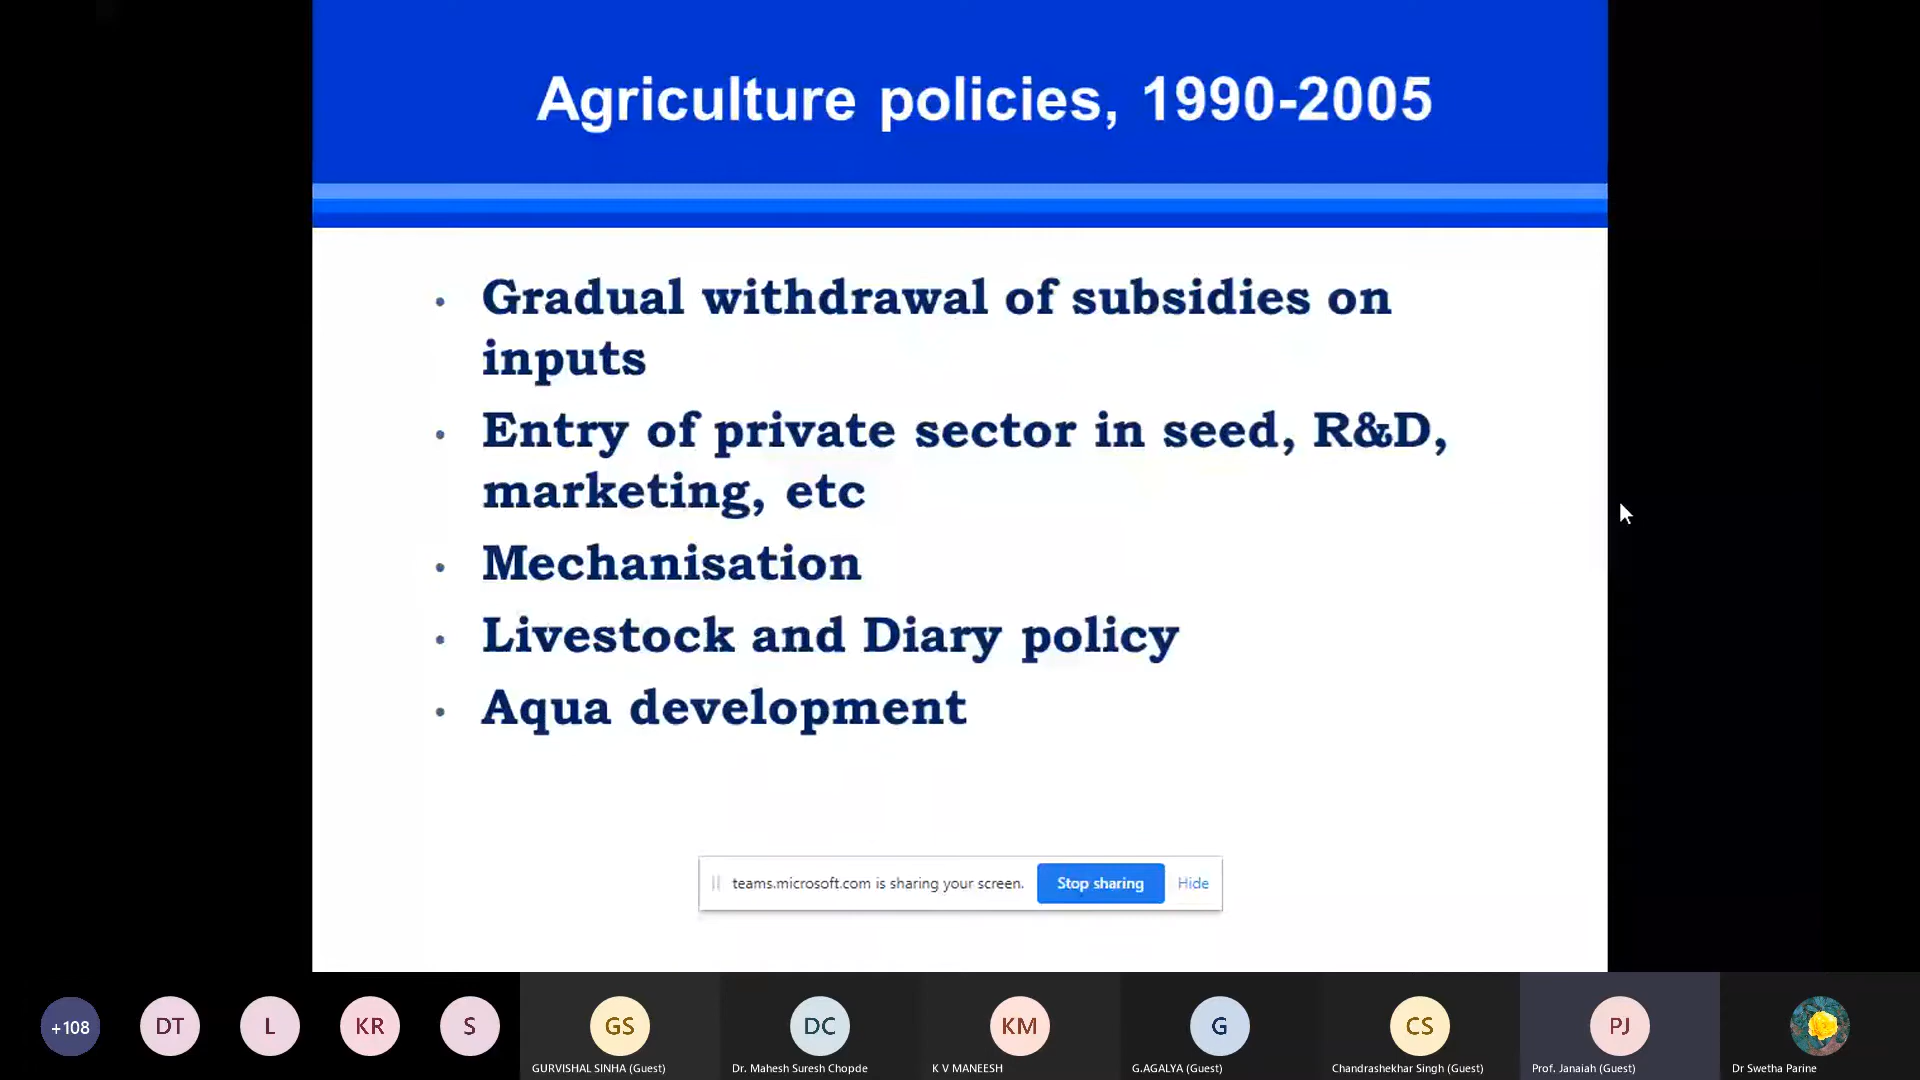 Agriculture policies, 1990-2005
• Gradual withdrawal of subsidies on
inputs
• Entry of private sector in seed, R&D,
marketing, etc
• Mechanisation
• Livestock and Diary policy
• Aqua development
teams.microsoft.com is sharing your screen. Stop sharing Hide
+108 DT L KR S GS DC KM G CS PJ
GURVISHAL SINHA (Guest) Dr. Mahesh Suresh Chopde K V MANEESH G.AGALYA (Guest) Chandrashekhar Singh (Guest) Prof. Janaiah (Guest) Dr Swetha Parine